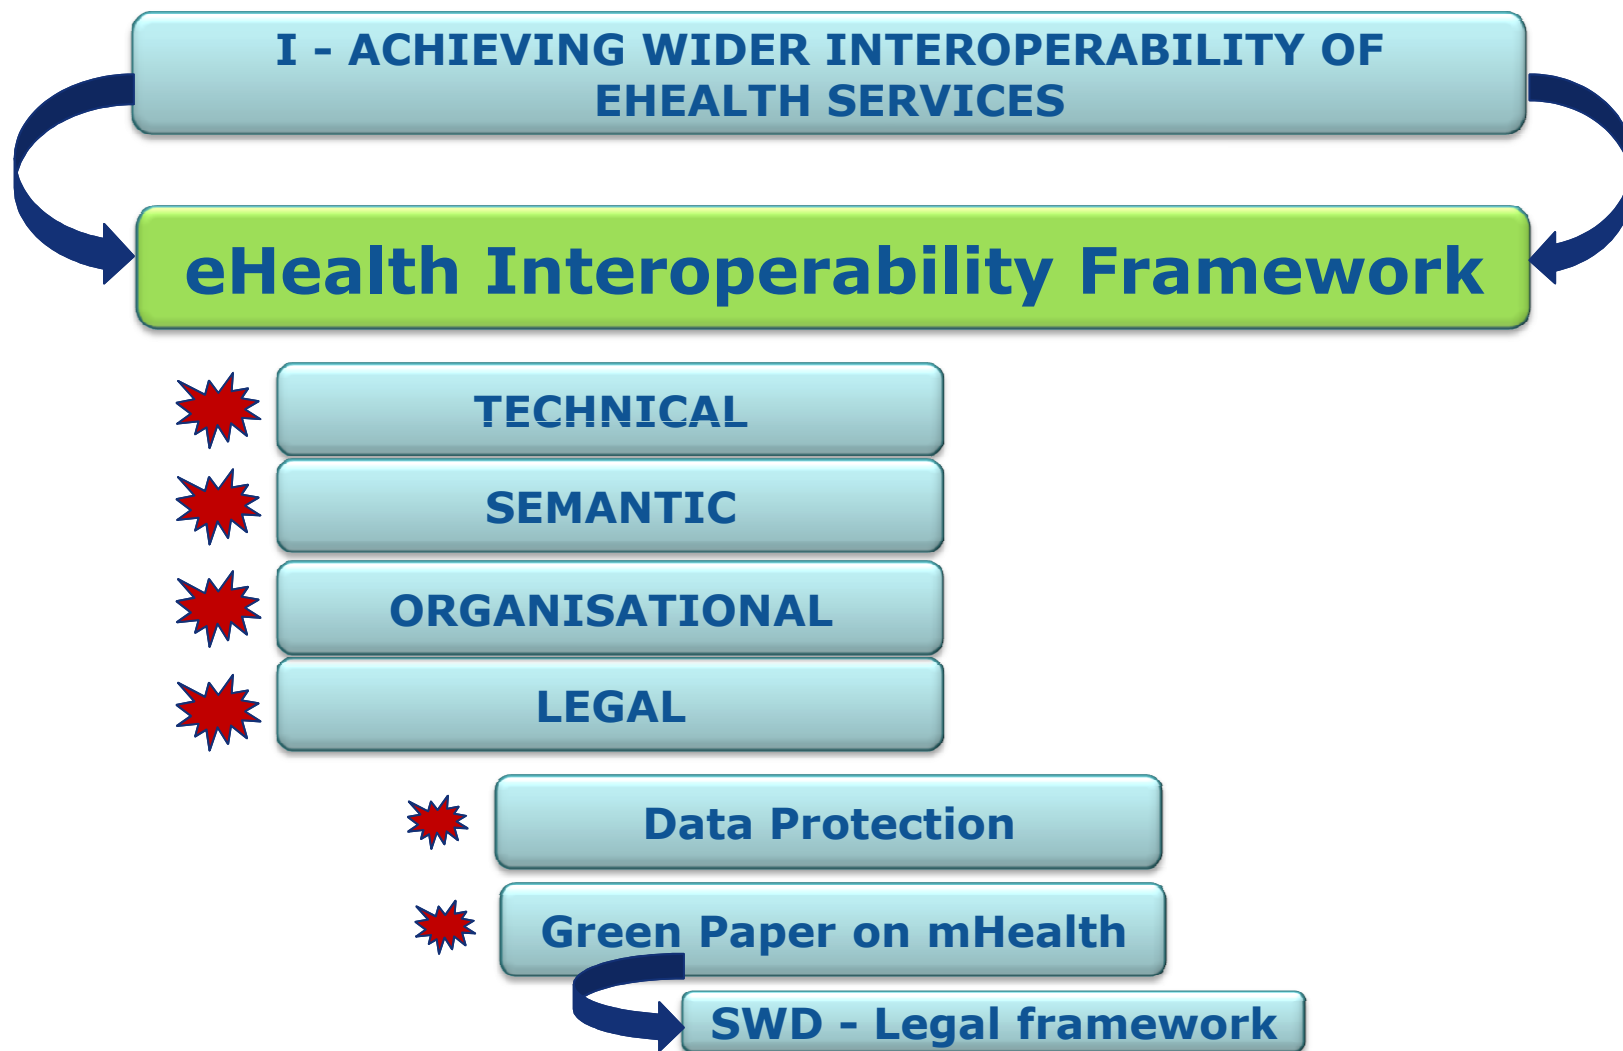 I – ACHIEVING WIDER INTEROPERABILITY OF
EHEALTH SERVICES
eHealth Interoperability Framework
TECHNICAL
SEMANTIC
ORGANISATIONAL
LEGAL
Data Protection
Green Paper on mHealth
SWD – Legal framework